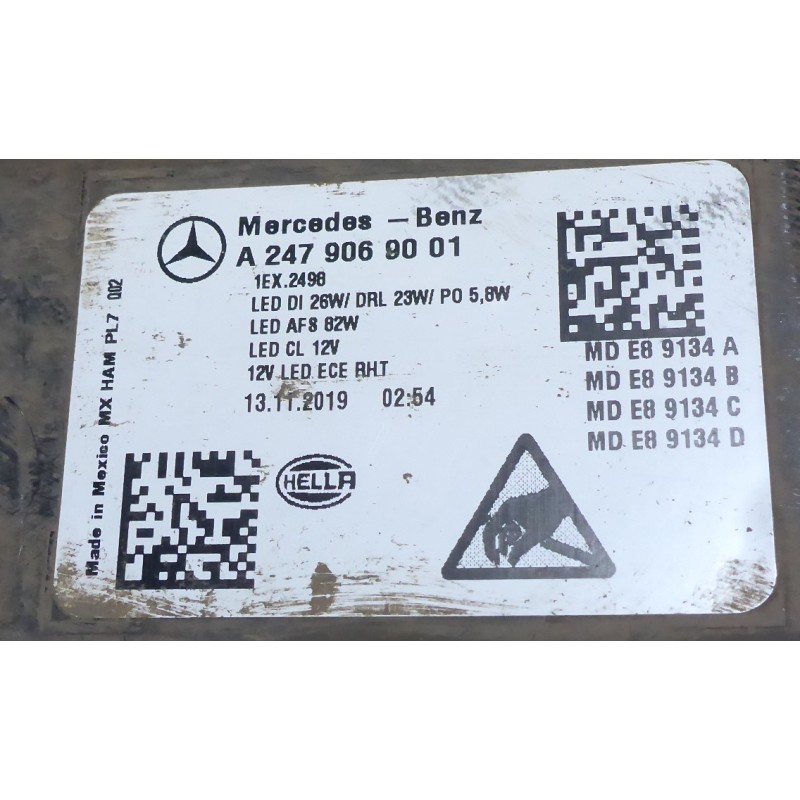 Mercedes – Benz
A 247 906 90 01
1EX.2498
LED DI 26W/ DRL 23W/ PO 5,8W
LED AFS 82W
LED CL 12V
12V LED ECE RHT
13.11.2019 02:54
MD E8 9134 A
MD E8 9134 B
MD E8 9134 C
MD E8 9134 D
HELLA
Made in Mexico MX HAM PL7 002